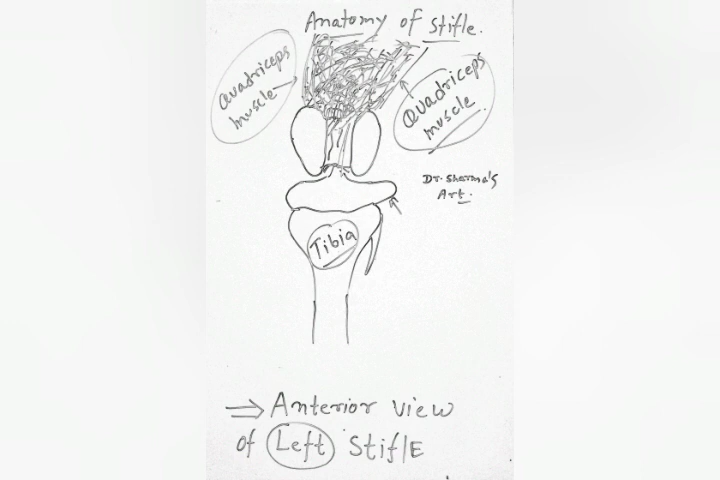 Anatomy of Stifle.
Quadriceps
muscle
Quadriceps
muscle.
Dr. Sharma's
Art.
Tibia
⇒ Anterior view
of Left StiflE